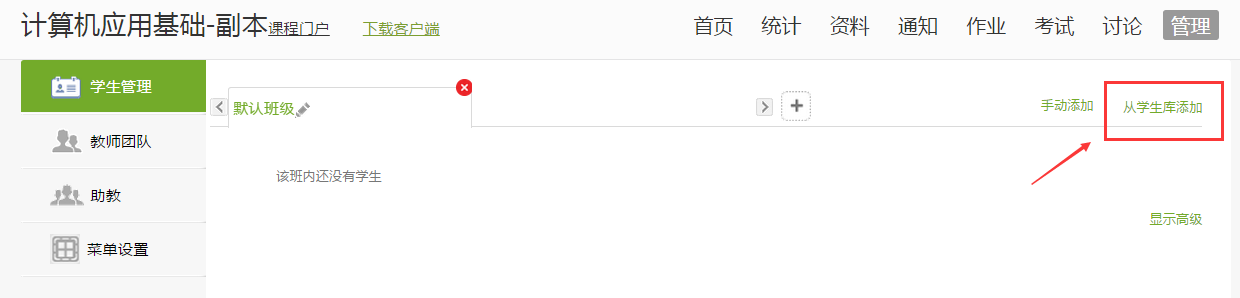 计算机应用基础-副本课程门户 下载客户端 首页 统计 资料 通知 作业 考试 讨论 管理
学生管理
默认班级 手动添加 从学生库添加
教师团队
该班内还没有学生
助教
显示高级
菜单设置